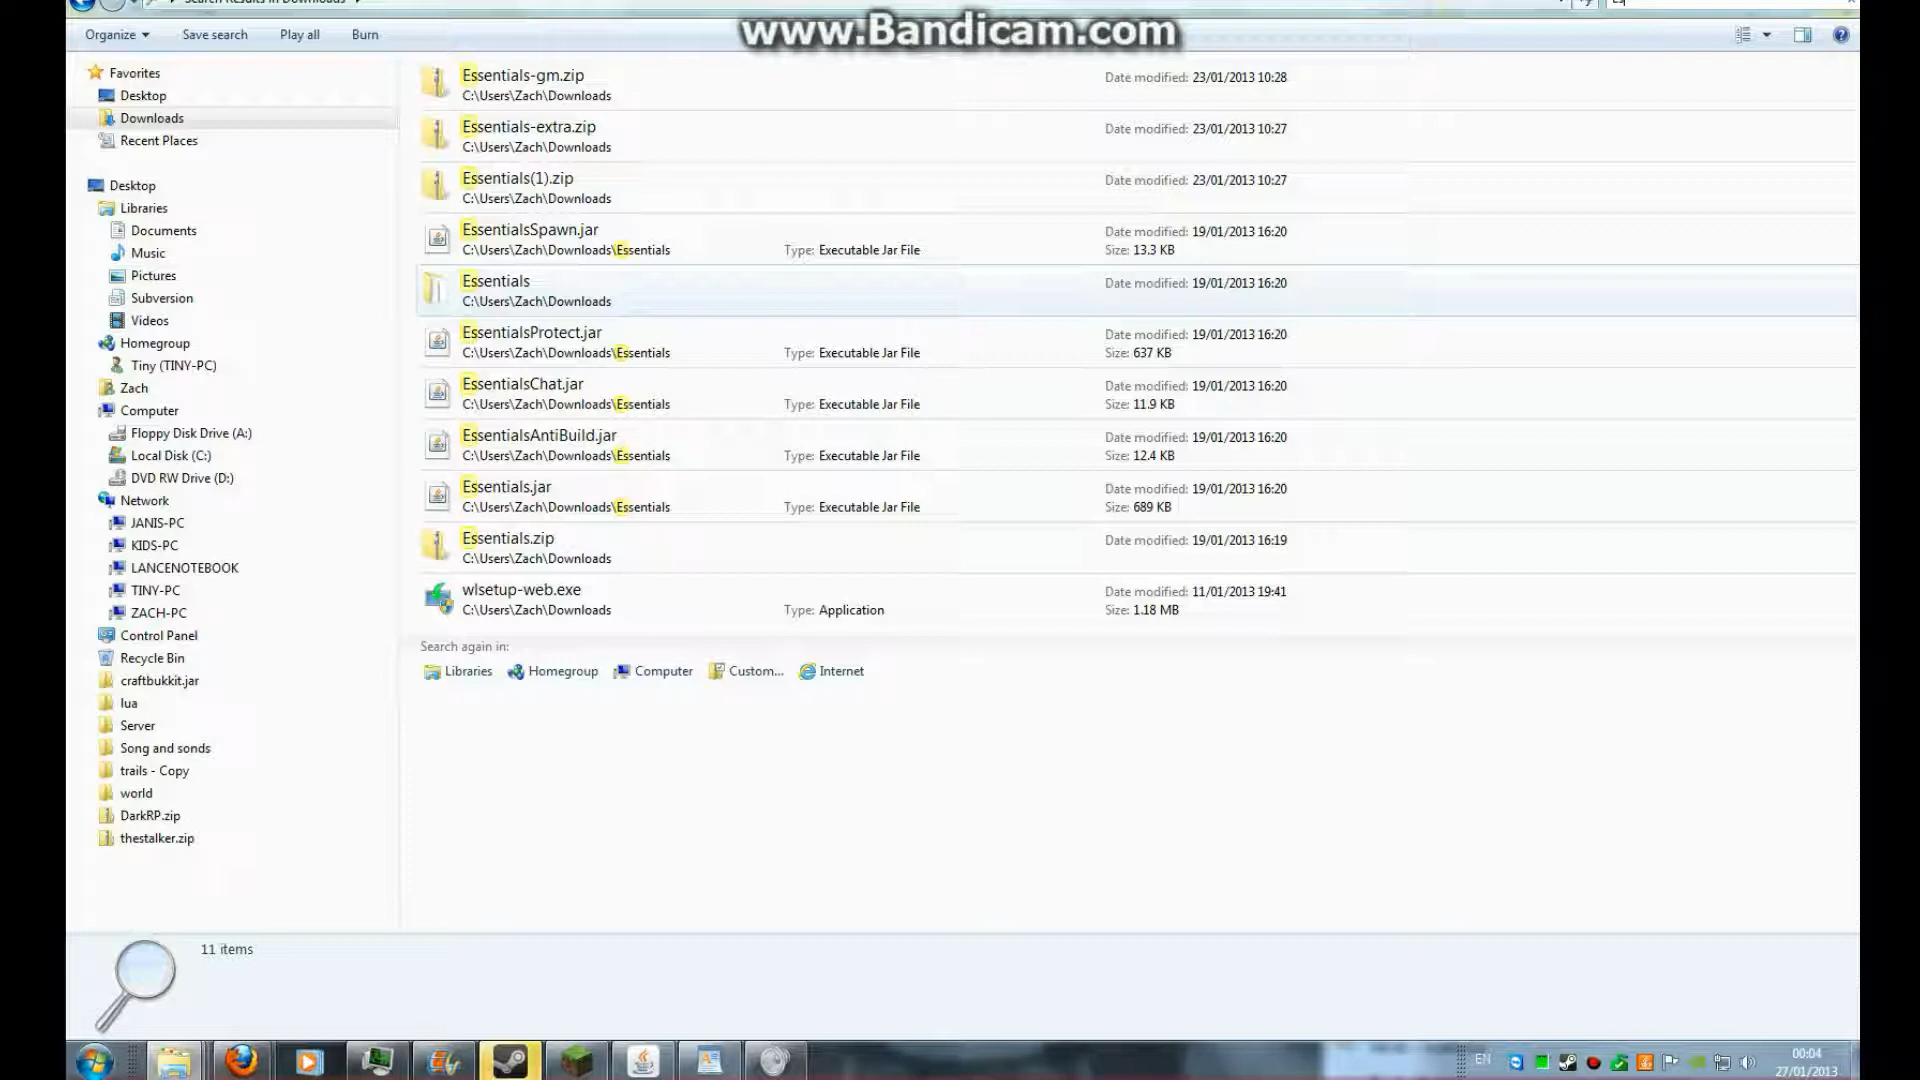 Search Results in Downloads
www.Bandicam.com
Organize
Save search
Play all
Burn
Favorites
Desktop
Downloads
Recent Places
Desktop
Libraries
Documents
Music
Pictures
Subversion
Videos
Homegroup
Tiny (TINY-PC)
Zach
Computer
Floppy Disk Drive (A:)
Local Disk (C:)
DVD RW Drive (D:)
Network
JANIS-PC
KIDS-PC
LANCENOTEBOOK
TINY-PC
ZACH-PC
Control Panel
Recycle Bin
craftbukkit.jar
lua
Server
Song and sonds
trails - Copy
world
DarkRP.zip
thestalker.zip
Essentials-gm.zip
Date modified: 23/01/2013 10:28
C:\Users\Zach\Downloads
Essentials-extra.zip
Date modified: 23/01/2013 10:27
C:\Users\Zach\Downloads
Essentials(1).zip
Date modified: 23/01/2013 10:27
C:\Users\Zach\Downloads
EssentialsSpawn.jar
Date modified: 19/01/2013 16:20
C:\Users\Zach\Downloads\Essentials Type: Executable Jar File Size: 13.3 KB
Essentials
Date modified: 19/01/2013 16:20
C:\Users\Zach\Downloads
EssentialsProtect.jar
Date modified: 19/01/2013 16:20
C:\Users\Zach\Downloads\Essentials Type: Executable Jar File Size: 637 KB
EssentialsChat.jar
Date modified: 19/01/2013 16:20
C:\Users\Zach\Downloads\Essentials Type: Executable Jar File Size: 11.9 KB
EssentialsAntiBuild.jar
Date modified: 19/01/2013 16:20
C:\Users\Zach\Downloads\Essentials Type: Executable Jar File Size: 12.4 KB
Essentials.jar
Date modified: 19/01/2013 16:20
C:\Users\Zach\Downloads\Essentials Type: Executable Jar File Size: 689 KB
Essentials.zip
Date modified: 19/01/2013 16:19
C:\Users\Zach\Downloads
wlsetup-web.exe
Date modified: 11/01/2013 19:41
C:\Users\Zach\Downloads Type: Application Size: 1.18 MB
Search again in:
Libraries Homegroup Computer Custom... Internet
11 items
EN
00:04
27/01/2013